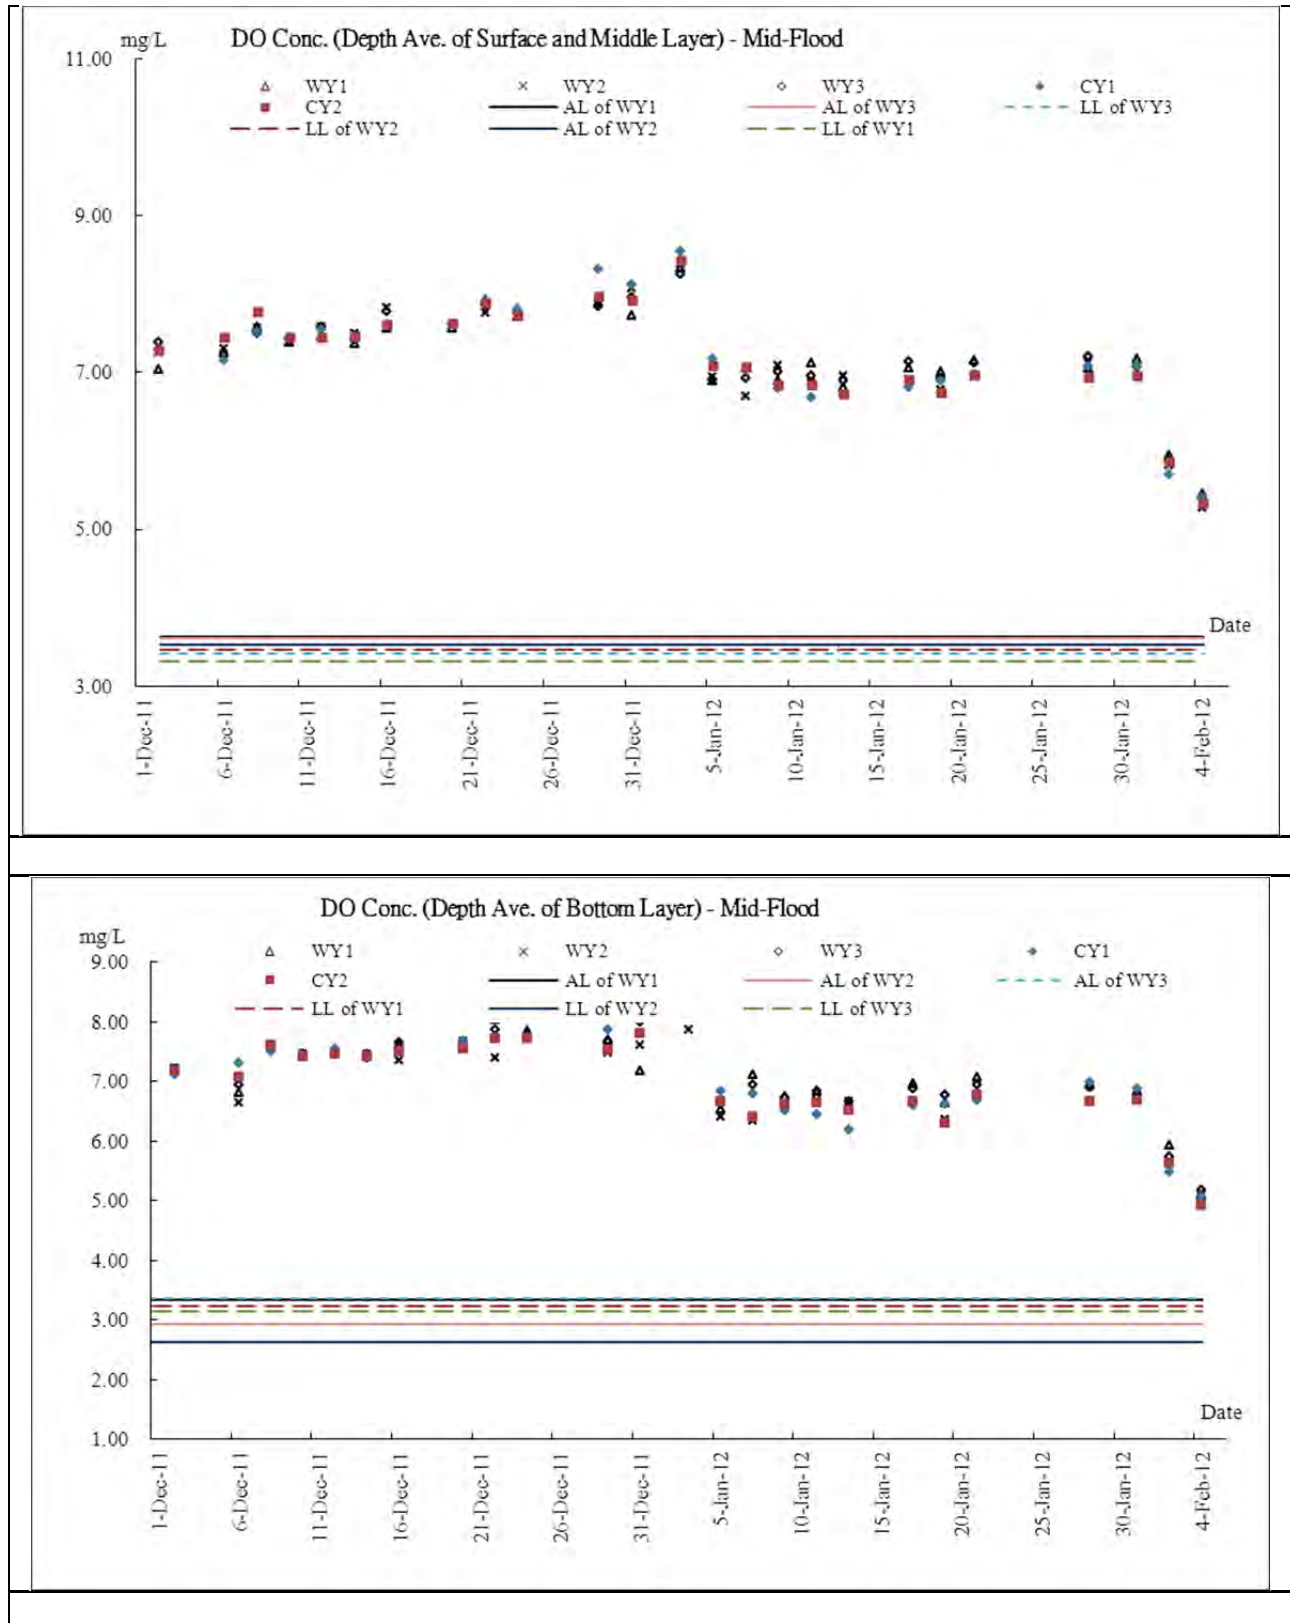 DO Conc. (Depth Ave. of Surface and Middle Layer) - Mid-Flood
mg/L
WY1 WY2 WY3 CY1
CY2 AL of WY1 AL of WY3 LL of WY3
LL of WY2 AL of WY2 LL of WY1
11.00
9.00
7.00
5.00
3.00
Date
1-Dec-11 6-Dec-11 11-Dec-11 16-Dec-11 21-Dec-11 26-Dec-11 31-Dec-11 5-Jan-12 10-Jan-12 15-Jan-12 20-Jan-12 25-Jan-12 30-Jan-12 4-Feb-12
DO Conc. (Depth Ave. of Bottom Layer) - Mid-Flood
mg/L
WY1 WY2 WY3 CY1
CY2 AL of WY1 AL of WY2 AL of WY3
LL of WY1 LL of WY2 LL of WY3
9.00
8.00
7.00
6.00
5.00
4.00
3.00
2.00
1.00
Date
1-Dec-11 6-Dec-11 11-Dec-11 16-Dec-11 21-Dec-11 26-Dec-11 31-Dec-11 5-Jan-12 10-Jan-12 15-Jan-12 20-Jan-12 25-Jan-12 30-Jan-12 4-Feb-12